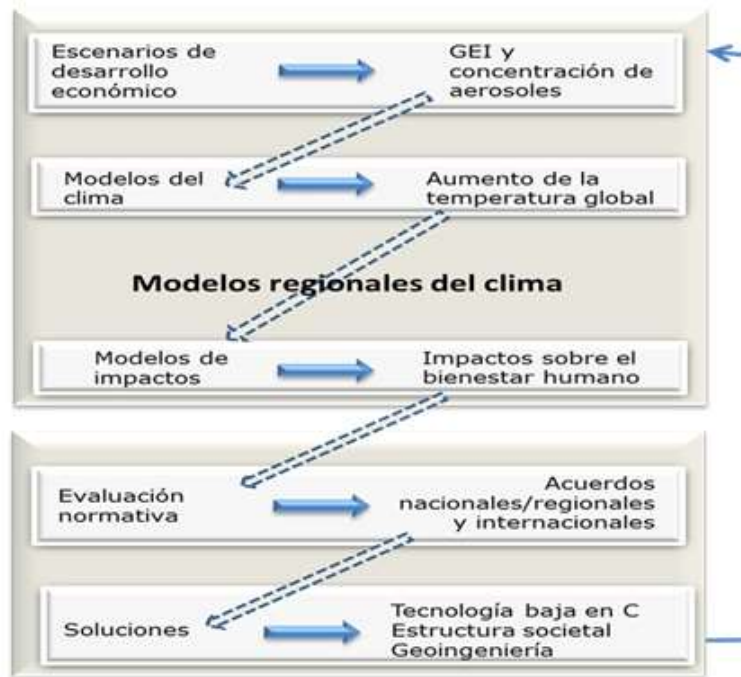 Escenarios de
desarrollo
económico
GEI y
concentración de
aerosoles
Modelos del
clima
Aumento de la
temperatura global
Modelos regionales del clima
Modelos de
impactos
Impactos sobre el
bienestar humano
Evaluación
normativa
Acuerdos
nacionales/regionales
y internacionales
Soluciones
Tecnología baja en C
Estructura societal
Geoingeniería